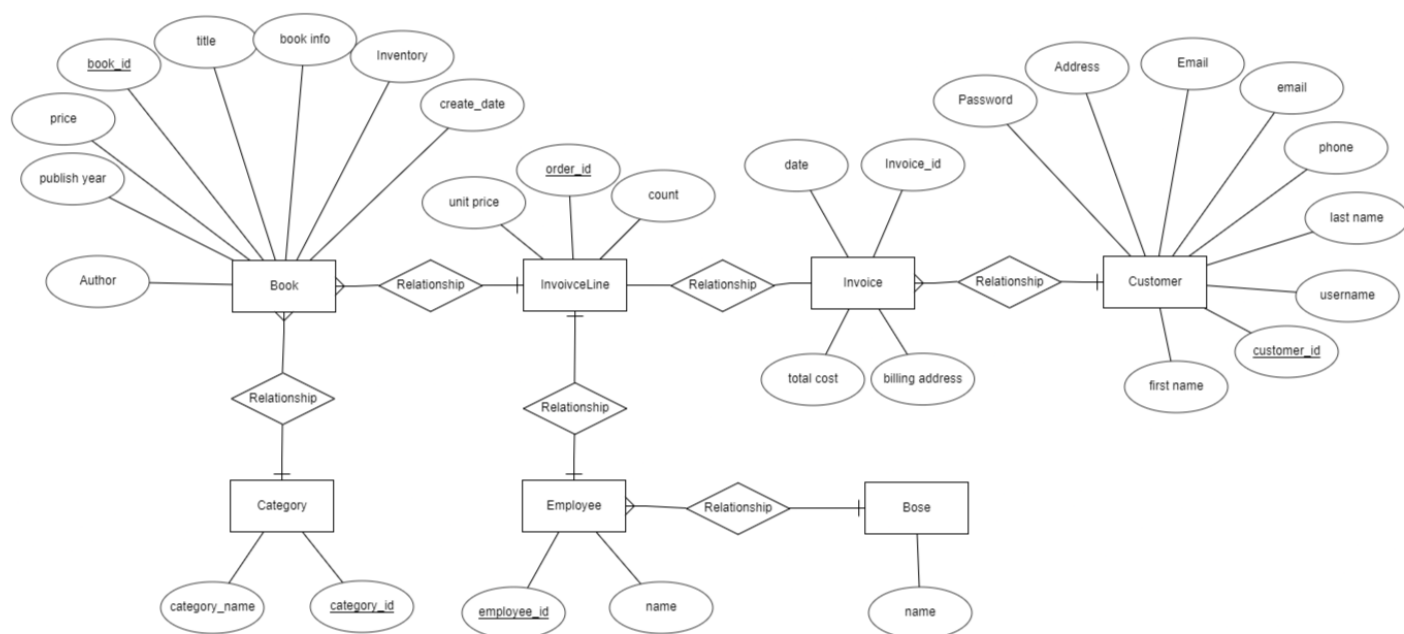 title
book info
Inventory
book_id
create_date
price
publish year
Author
Book
Relationship
unit price
order_id
count
InvoivceLine
Relationship
date
Invoice_id
Invoice
total cost
billing address
Relationship
Password
Address
Email
email
phone
last name
username
customer_id
first name
Customer
Relationship
Relationship
Category
category_name
category_id
Employee
employee_id
name
Relationship
Bose
name